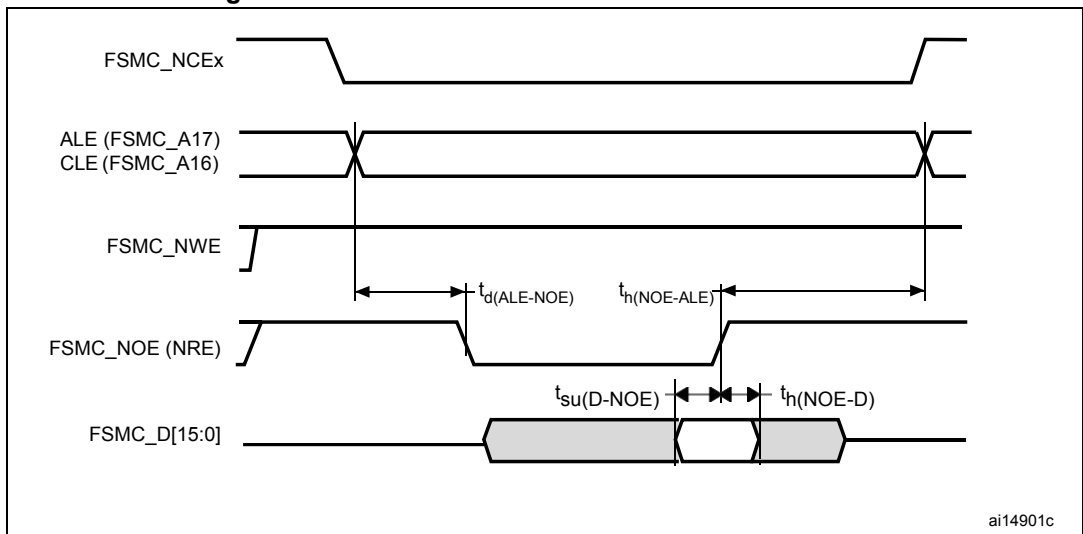 FSMC_NCEx
ALE (FSMC_A17)
CLE (FSMC_A16)
FSMC_NWE
td(ALE-NOE)
th(NOE-ALE)
FSMC_NOE (NRE)
tsu(D-NOE)
th(NOE-D)
FSMC_D[15:0]
ai14901c